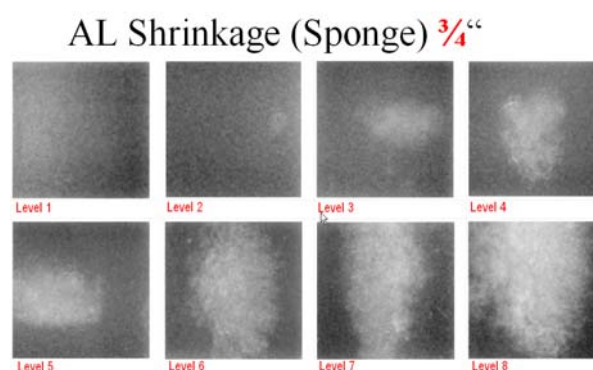 AL Shrinkage (Sponge) ¾“
Level 1
Level 2
Level 3
Level 4
Level 5
Level 6
Level 7
Level 8